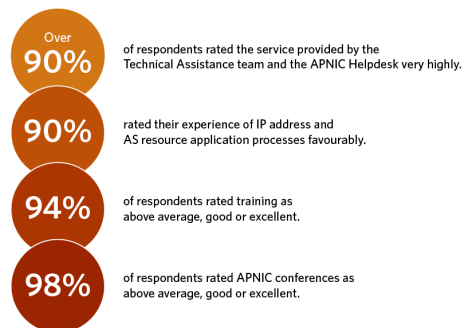 Over
90%
of respondents rated the service provided by the
Technical Assistance team and the APNIC Helpdesk very highly.
90%
rated their experience of IP address and
AS resource application processes favourably.
94%
of respondents rated training as
above average, good or excellent.
98%
of respondents rated APNIC conferences as
above average, good or excellent.